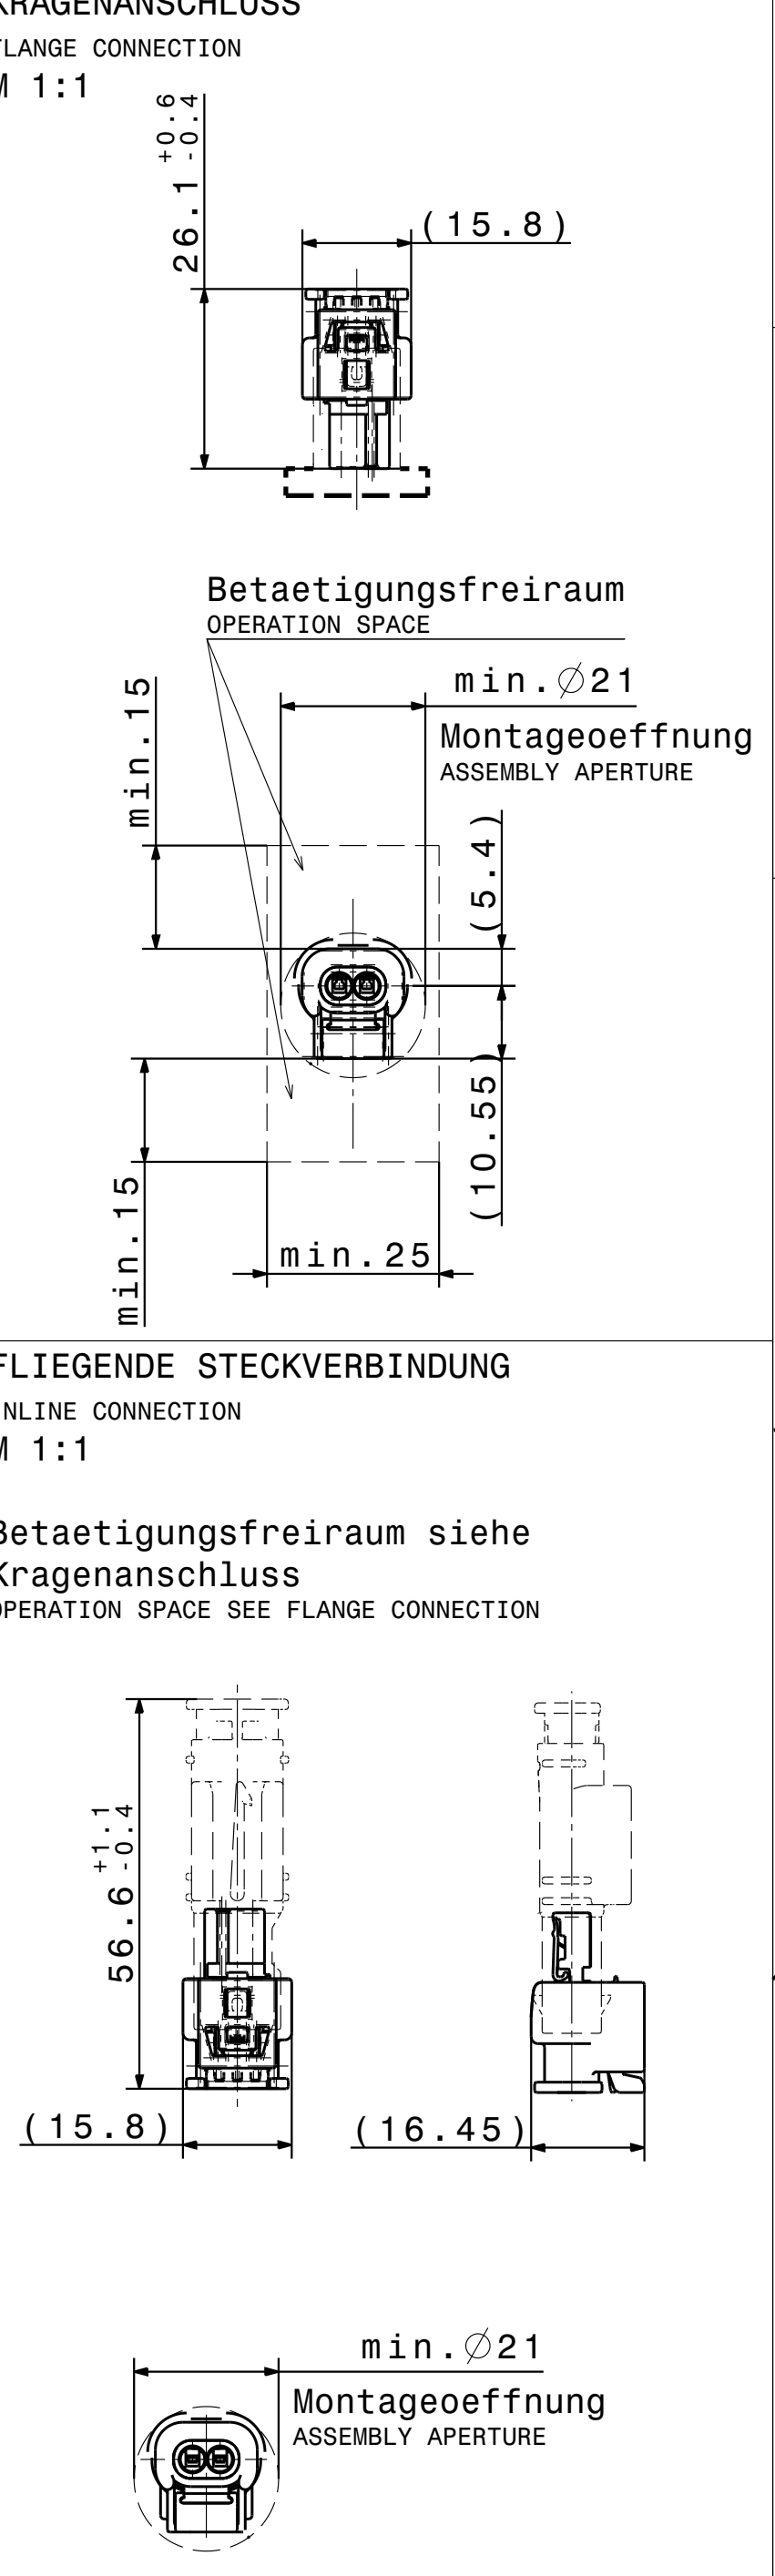 KRAGENANSCHLUSS
FLANGE CONNECTION
M 1:1
26.1 +0.6 -0.4
(15.8)
Betaetigungsfreiraum
OPERATION SPACE
min.∅21
Montageoeffnung
ASSEMBLY APERTURE
min.15
(5.4)
(10.55)
min.15
min.25
FLIEGENDE STECKVERBINDUNG
INLINE CONNECTION
M 1:1
Betaetigungsfreiraum siehe
Kragenanschluss
OPERATION SPACE SEE FLANGE CONNECTION
56.6 +1.1 -0.4
(15.8)
(16.45)
min.∅21
Montageoeffnung
ASSEMBLY APERTURE